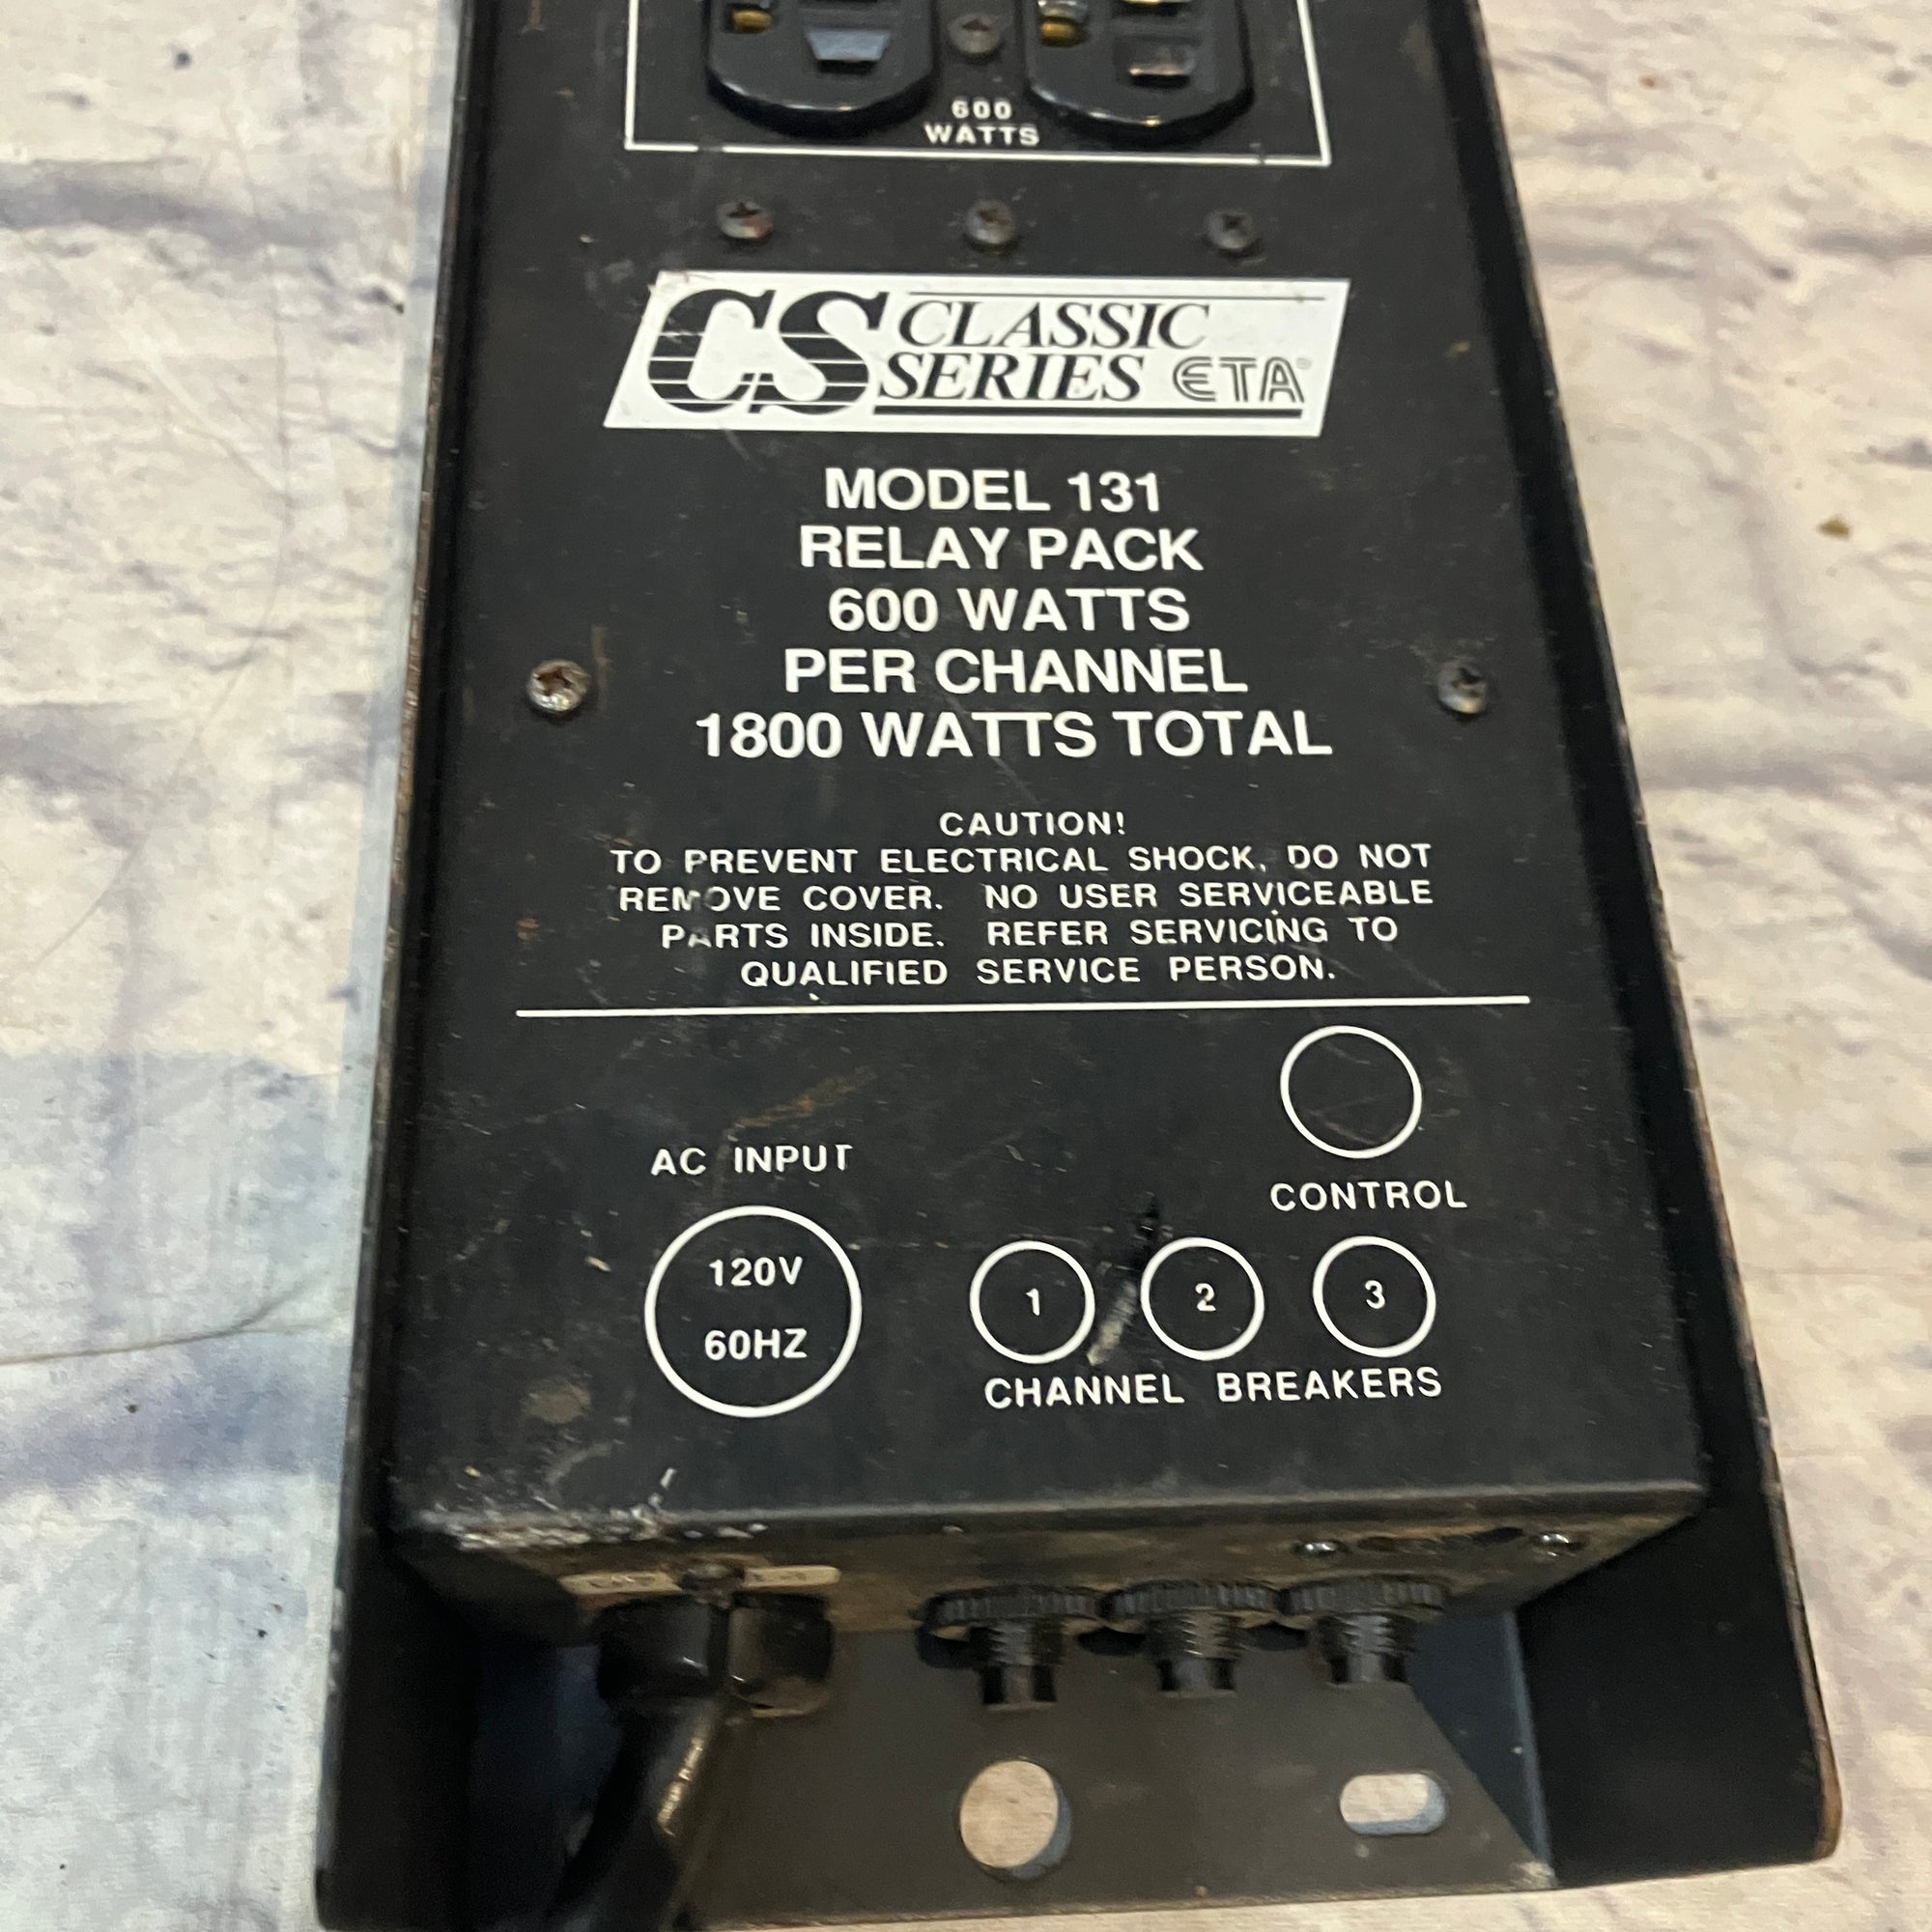 600
WATTS
CS CLASSIC
SERIES ETA
MODEL 131
RELAY PACK
600 WATTS
PER CHANNEL
1800 WATTS TOTAL
CAUTION!
TO PREVENT ELECTRICAL SHOCK, DO NOT
REMOVE COVER. NO USER SERVICEABLE
PARTS INSIDE. REFER SERVICING TO
QUALIFIED SERVICE PERSON.
CONTROL
AC INPUT
120V
60HZ
1 2 3
CHANNEL BREAKERS